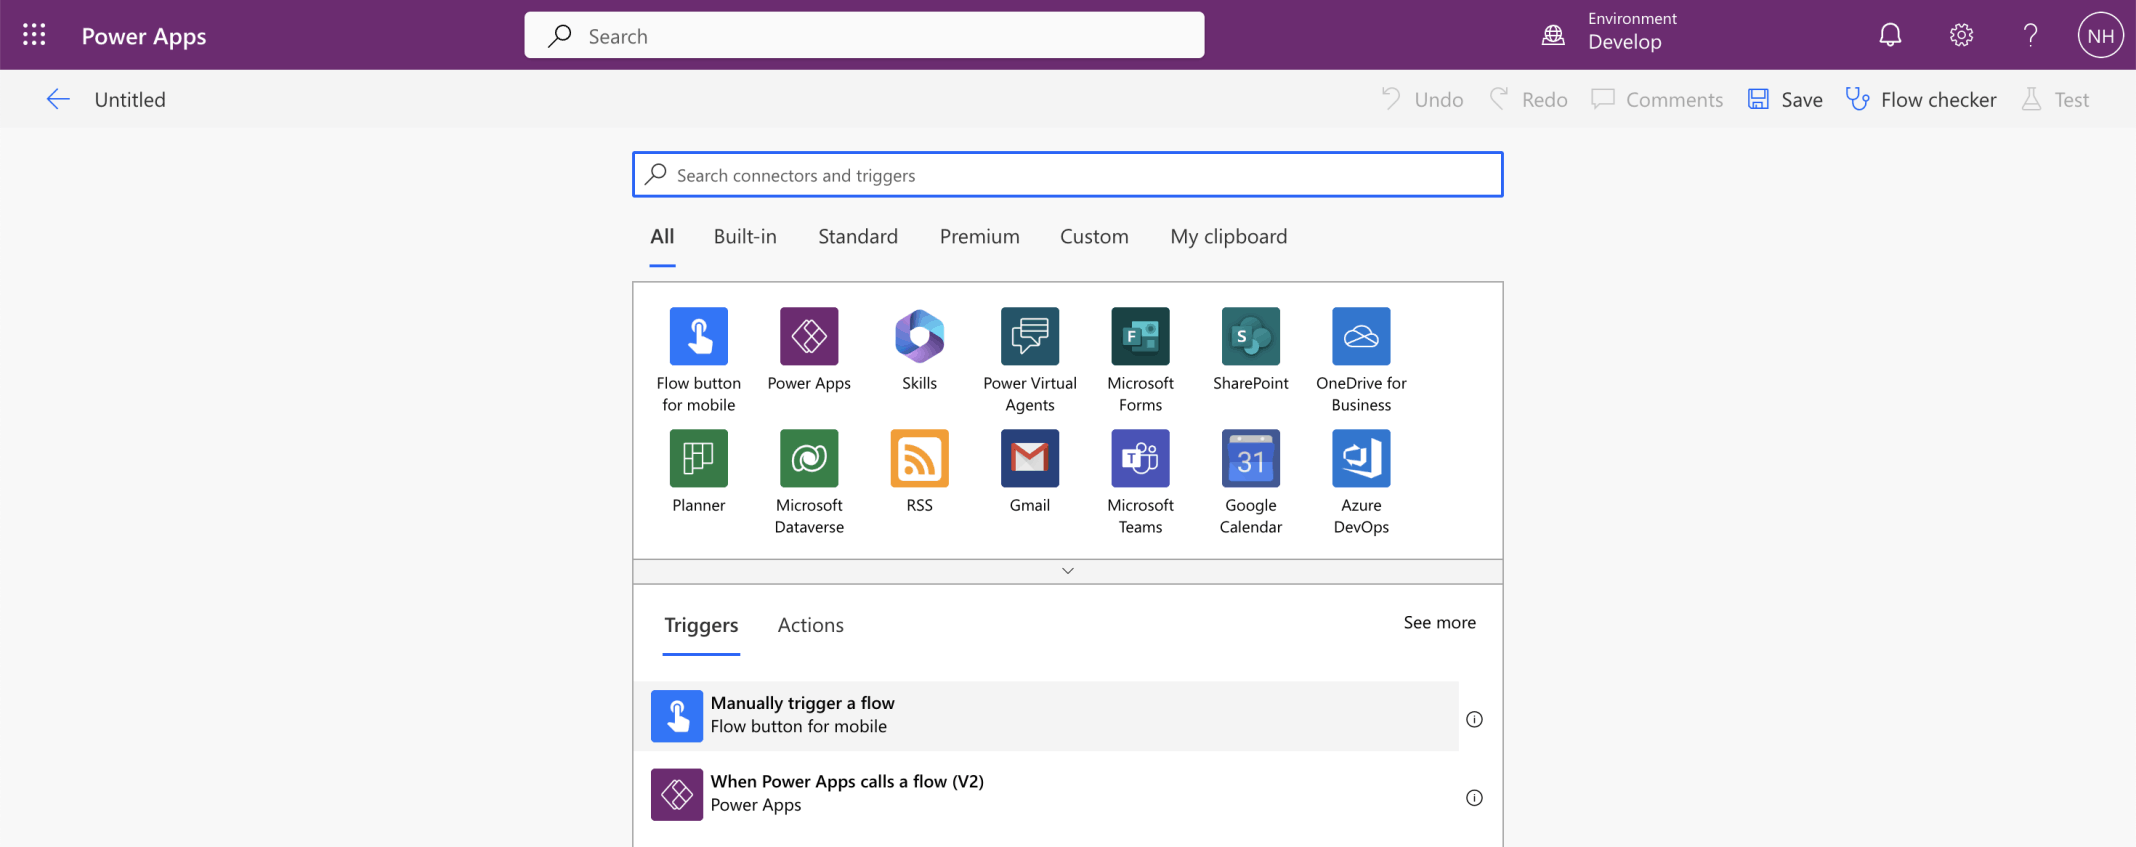 Power Apps
Search
Environment
Develop
NH
Untitled
Undo
Redo
Comments
Save
Flow checker
Test
Search connectors and triggers
All
Built-in
Standard
Premium
Custom
My clipboard
Flow button
for mobile
Power Apps
Skills
Power Virtual
Agents
F
Microsoft
Forms
S
SharePoint
OneDrive for
Business
Planner
Microsoft
Dataverse
RSS
Gmail
T
Microsoft
Teams
31
Google
Calendar
Azure
DevOps
Triggers
Actions
See more
Manually trigger a flow
Flow button for mobile
When Power Apps calls a flow (V2)
Power Apps